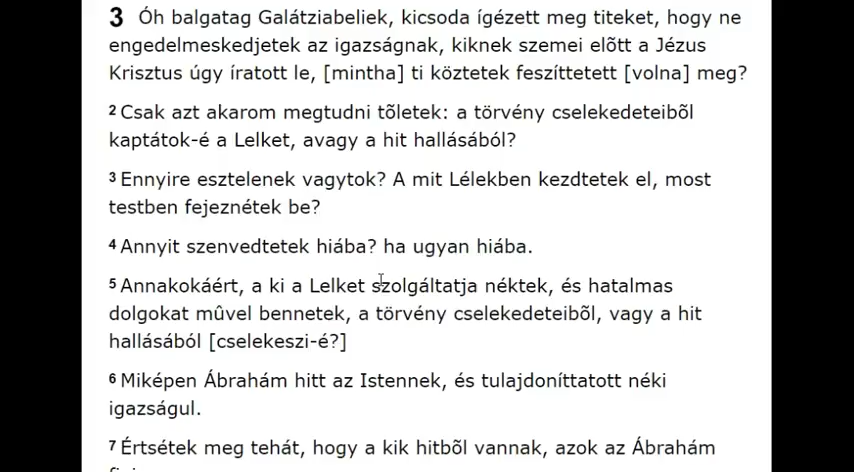 3 Óh balgatag Galátziabeliek, kicsoda ígézett meg titeket, hogy ne
engedelmeskedjetek az igazságnak, kiknek szemei elõtt a Jézus
Krisztus úgy íratott le, [mintha] ti köztetek feszíttetett [volna] meg?
2 Csak azt akarom megtudni tõletek: a törvény cselekedeteibõl
kaptátok-é a Lelket, avagy a hit hallásából?
3 Ennyire esztelenek vagytok? A mit Lélekben kezdtetek el, most
testben fejeznétek be?
4 Annyit szenvedtetek hiába? ha ugyan hiába.
5 Annakokáért, a ki a Lelket szolgáltatja néktek, és hatalmas
dolgokat mûvel bennetek, a törvény cselekedeteibõl, vagy a hit
hallásából [cselekeszi-é?]
6 Miképen Ábrahám hitt az Istennek, és tulajdoníttatott néki
igazságul.
7 Értsétek meg tehát, hogy a kik hitbõl vannak, azok az Ábrahám